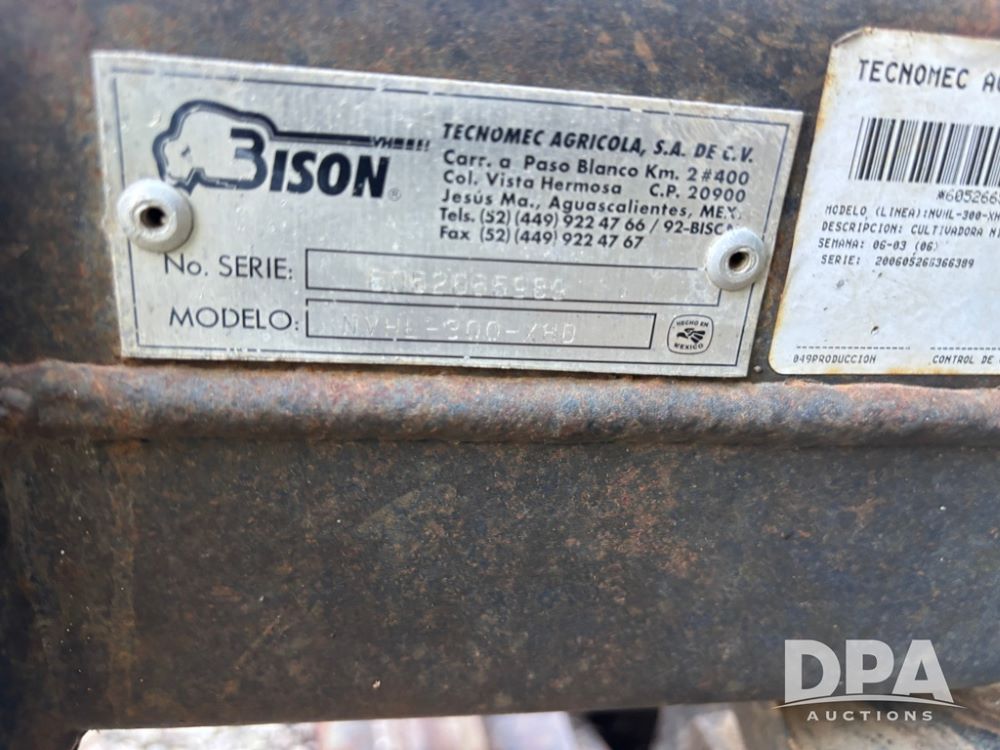 BISON
TECNOMEC AGRICOLA, S.A. DE C.V.
Carr. a Paso Blanco Km. 2 #400
Col. Vista Hermosa C.P. 20900
Jesús Ma., Aguascalientes, MEX.
Tels. (52) (449) 922 47 66 / 92-BISON
Fax (52) (449) 922 47 67
No. SERIE:
MODELO: NVHL-300-XHD
HECHO EN
MEXICO
TECNOMEC
MODELO (LINEA):NVHL-300-XH
DESCRIPCION: CULTIVADORA
SEMANA: 06-03 (06)
SERIE: 200605266366389
049PRODUCCION CONTROL DE
DPA
AUCTIONS